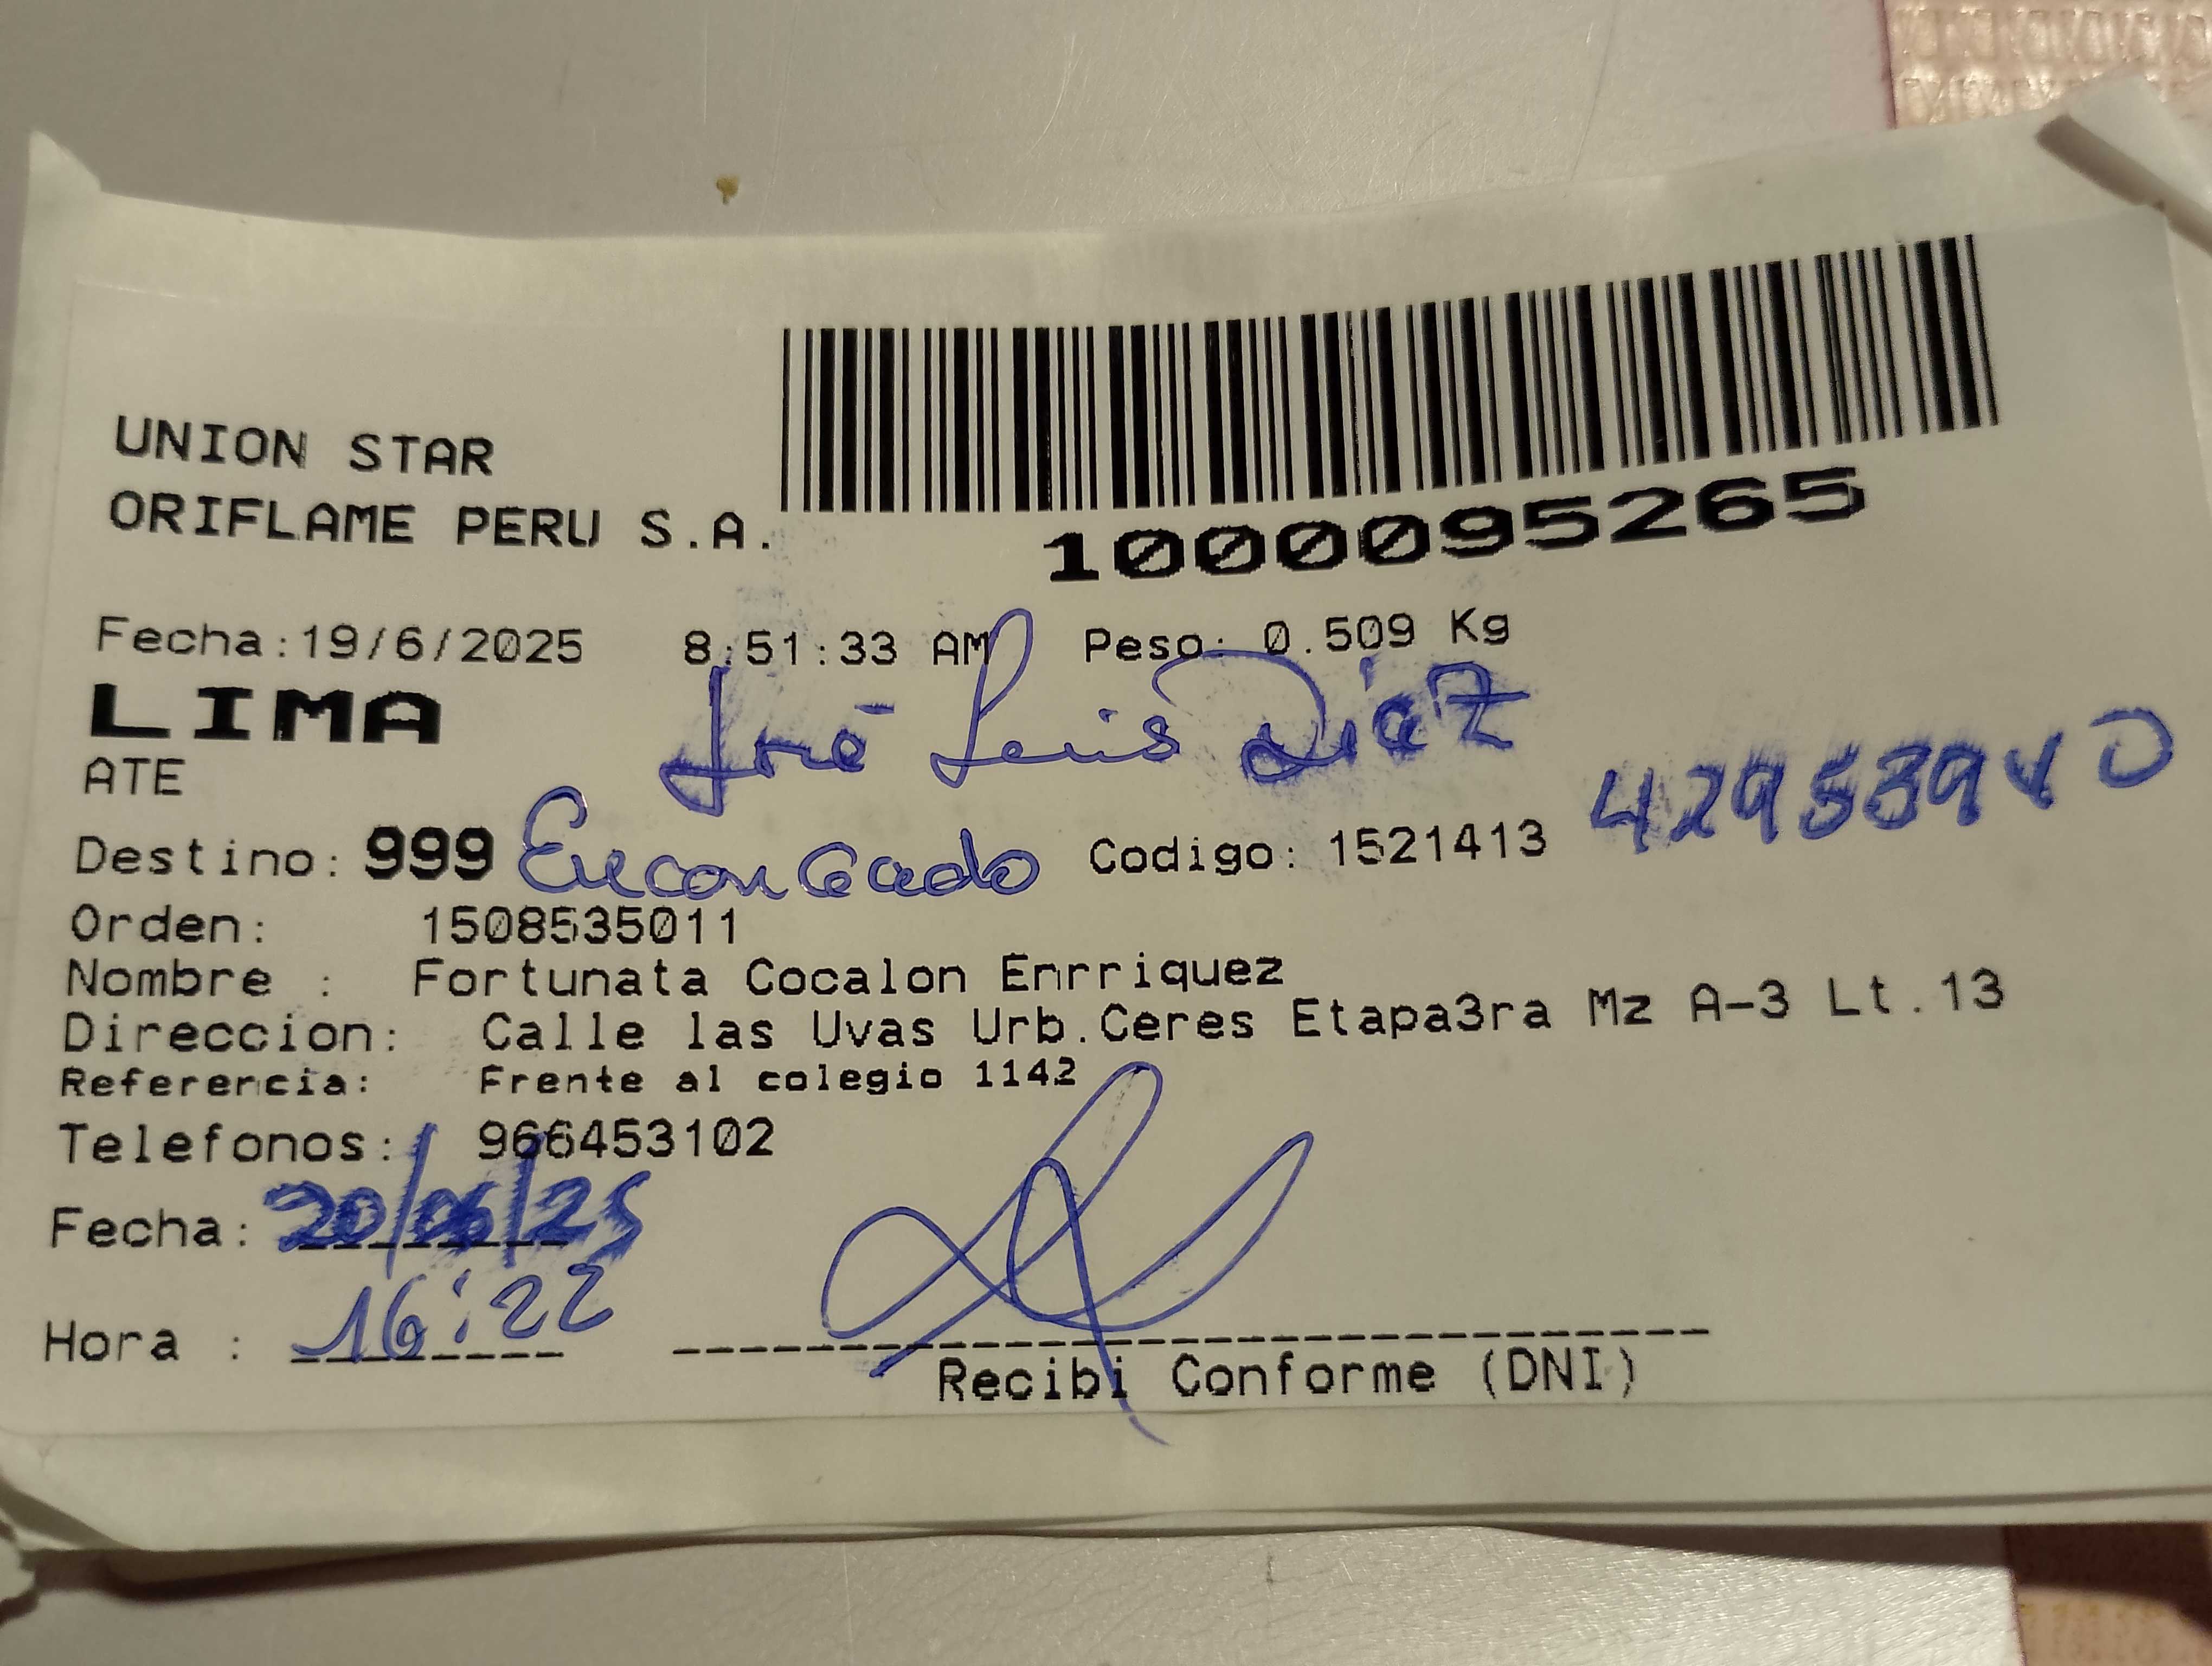 UNION STAR
ORIFLAME PERU S.A.
1000095265
Fecha:19/6/2025 8:51:33 AM Peso: 0.509 Kg
LIMA
José Luis Diaz
ATE
Destino: 999 Encargado Codigo: 1521413
Orden: 1508535011
Nombre : Fortunata Cocalon Enrriquez
Direccion: Calle las Uvas Urb.Ceres Etapa3ra Mz A-3 Lt.13
Referencia: Frente al colegio 1142
Telefonos: 966453102
Fecha: 20/06/25
Hora : 16:22
Recibi Conforme (DNI)